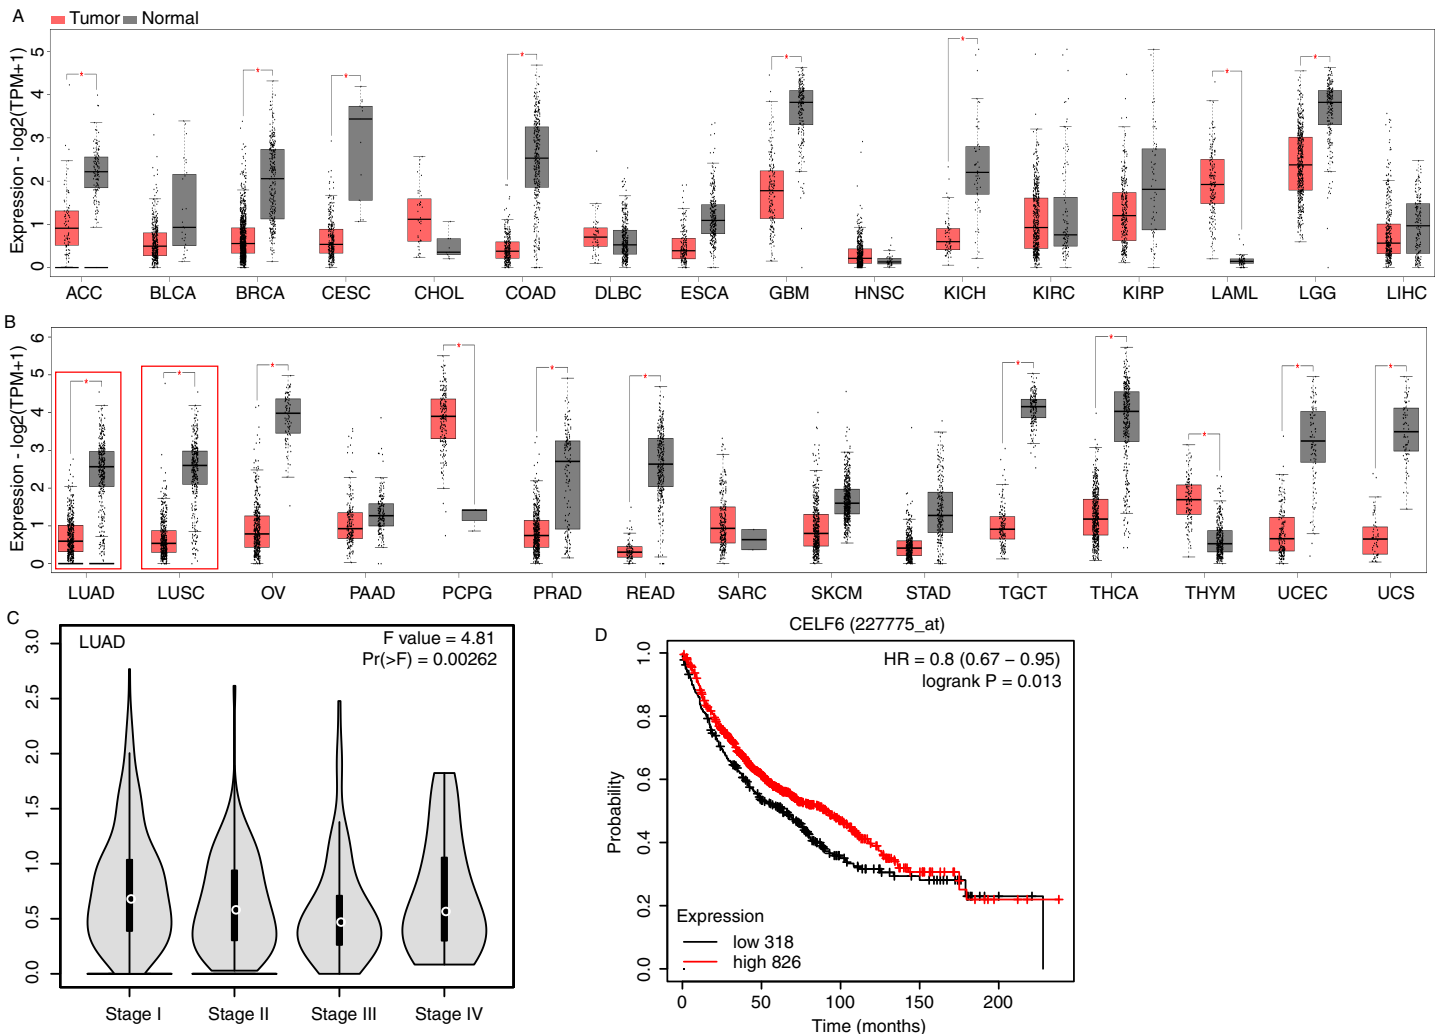 A
Tumor Normal
Expression - log2(TPM+1)
5
4
3
2
1
0
* * * * * * * * *
ACC BLCA BRCA CESC CHOL COAD DLBC ESCA GBM HNSC KICH KIRC KIRP LAML LGG LIHC
B
Expression - log2(TPM+1)
6
5
4
3
2
1
0
* * * * * * * * * * *
LUAD LUSC OV PAAD PCPG PRAD READ SARC SKCM STAD TGCT THCA THYM UCEC UCS
C
LUAD
F value = 4.81
Pr(>F) = 0.00262
3.0
2.5
2.0
1.5
1.0
0.5
0.0
Stage I Stage II Stage III Stage IV
D
CELF6 (227775_at)
HR = 0.8 (0.67 − 0.95)
logrank P = 0.013
Probability
1.0
0.8
0.6
0.4
0.2
0.0
Expression
low 318
high 826
0 50 100 150 200
Time (months)